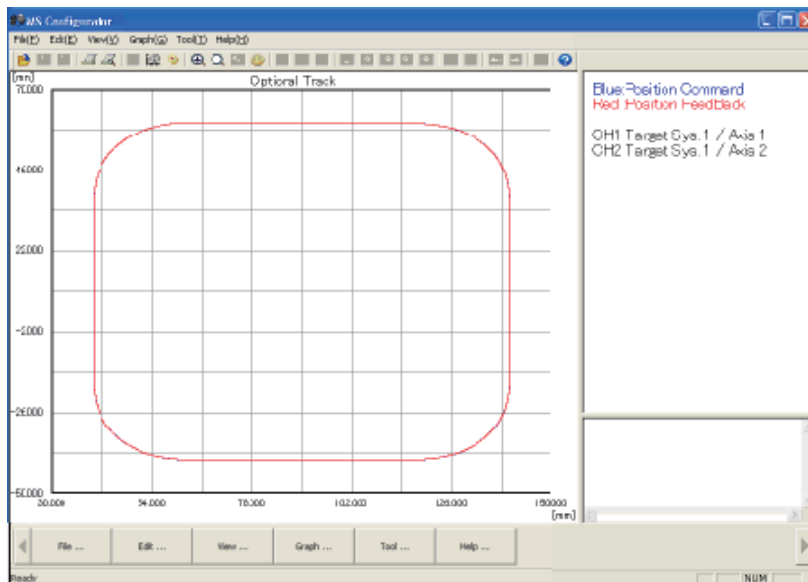 MS Configurator
File(F) Edit(E) View(V) Graph(G) Tool(T) Help(H)
[mm]
Optional Track
70.000
46.000
22.000
-2.000
-26.000
-50.000
30.000 54.000 78.000 102.000 126.000 150.000
[mm]
Blue:Position Command
Red :Position FeedBack
CH1 Target Sys.1 / Axis 1
CH2 Target Sys.1 / Axis 2
File ... Edit ... View ... Graph ... Tool ... Help ...
Ready
NUM